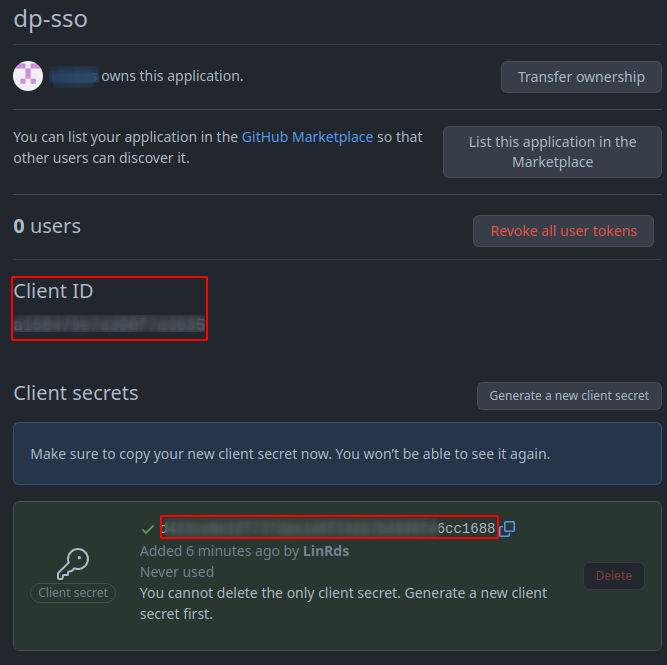 dp-sso
owns this application.
Transfer ownership
You can list your application in the GitHub Marketplace so that
other users can discover it.
List this application in the
Marketplace
0 users
Revoke all user tokens
Client ID
Client secrets
Generate a new client secret
Make sure to copy your new client secret now. You won’t be able to see it again.
6cc1688
Added 6 minutes ago by LinRds
Never used
You cannot delete the only client secret. Generate a new client
secret first.
Client secret
Delete